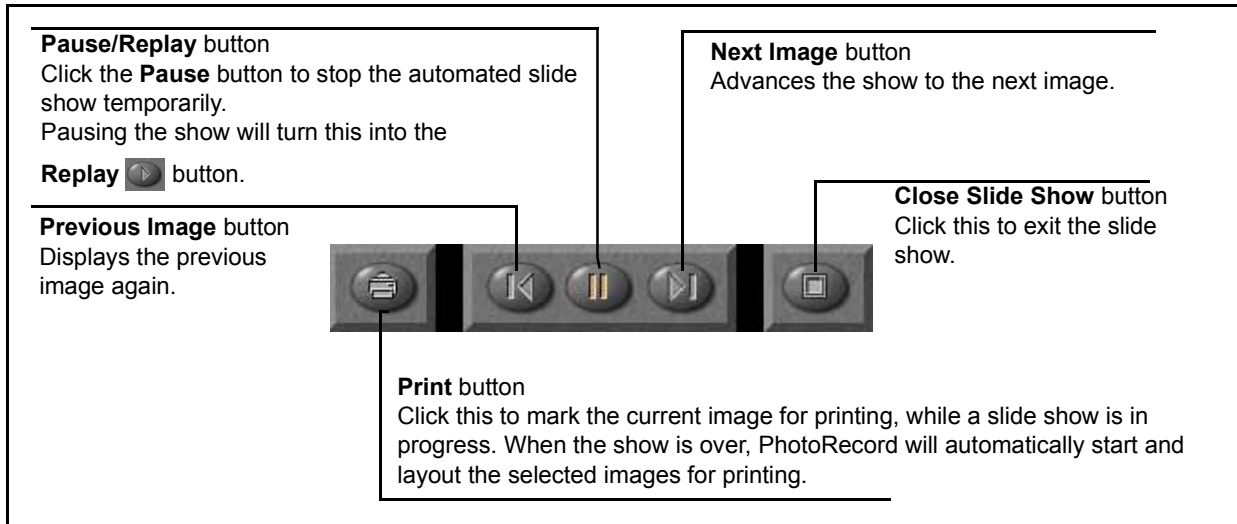 Pause/Replay button
Click the Pause button to stop the automated slide
show temporarily.
Pausing the show will turn this into the
Replay button.
Next Image button
Advances the show to the next image.
Previous Image button
Displays the previous
image again.
Close Slide Show button
Click this to exit the slide
show.
Print button
Click this to mark the current image for printing, while a slide show is in
progress. When the show is over, PhotoRecord will automatically start and
layout the selected images for printing.